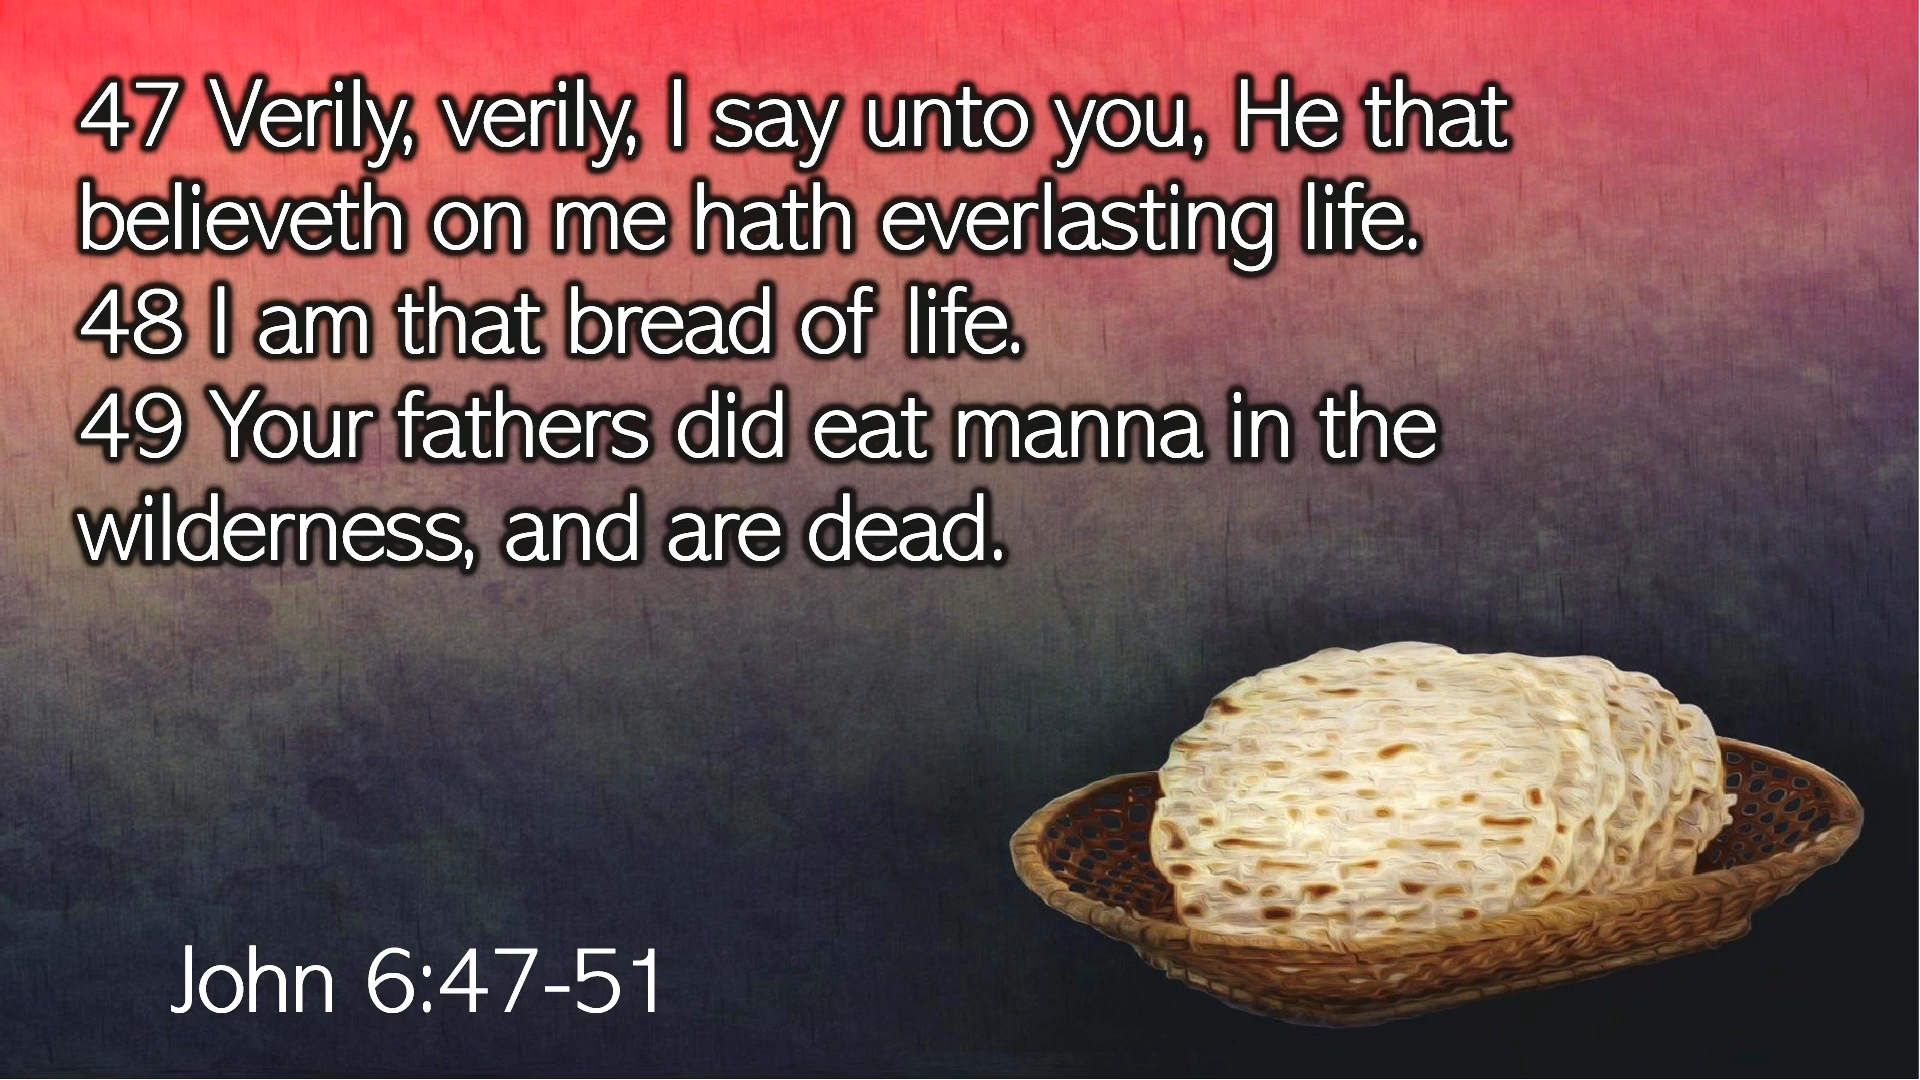 47 Verily, verily, I say unto you, He that
believeth on me hath everlasting life.
48 I am that bread of life.
49 Your fathers did eat manna in the
wilderness, and are dead.
John 6:47-51